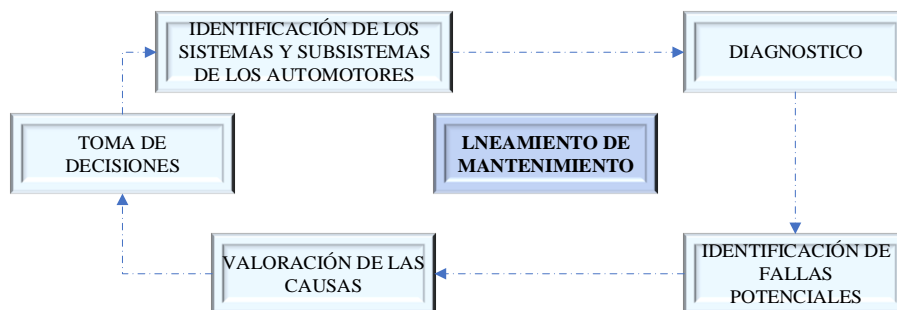 IDENTIFICACIÓN DE LOS
SISTEMAS Y SUBSISTEMAS
DE LOS AUTOMOTORES
DIAGNOSTICO
TOMA DE
DECISIONES
LNEAMIENTO DE
MANTENIMIENTO
VALORACIÓN DE LAS
CAUSAS
IDENTIFICACIÓN DE
FALLAS
POTENCIALES